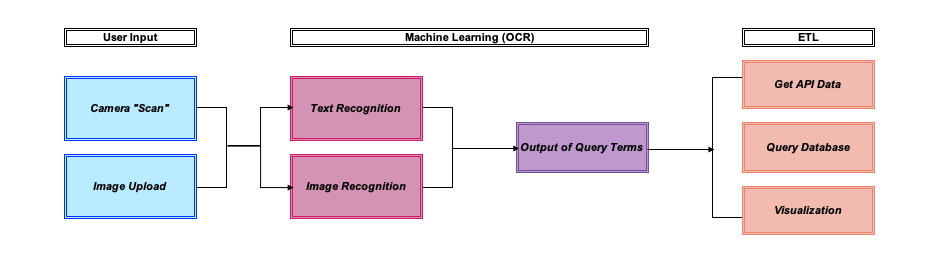 User Input
Machine Learning (OCR)
ETL
Camera "Scan"
Image Upload
Text Recognition
Image Recognition
Output of Query Terms
Get API Data
Query Database
Visualization